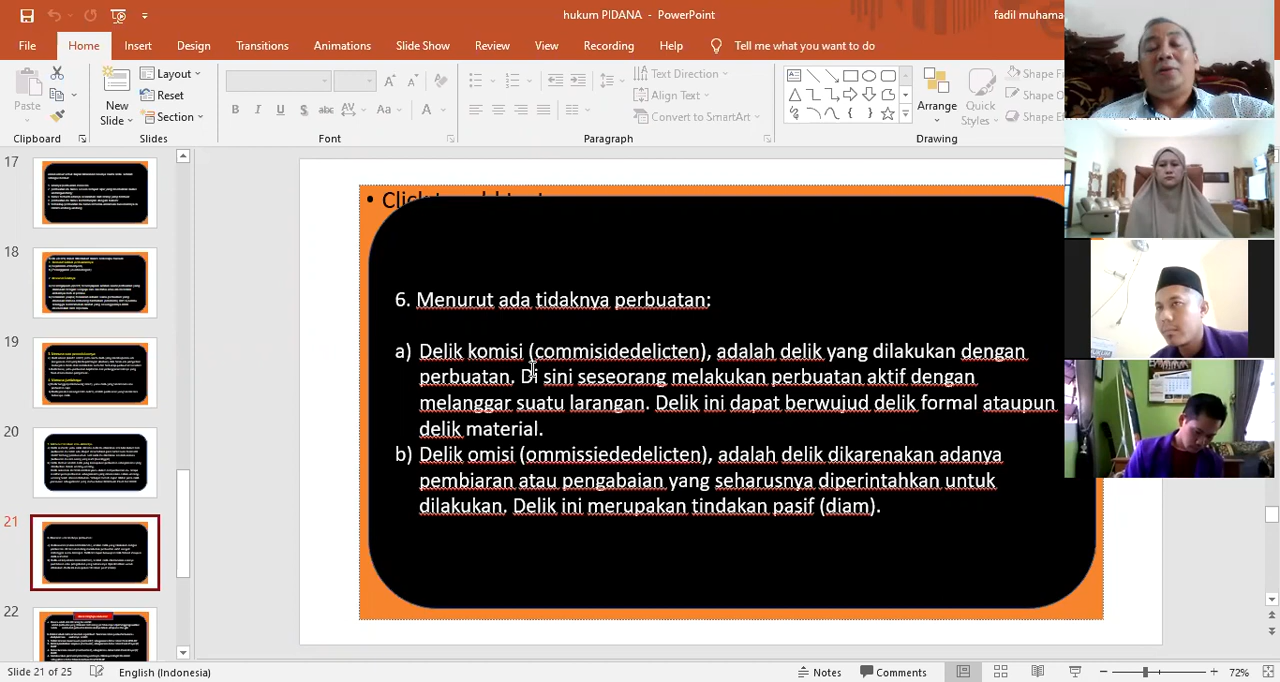 hukum PIDANA - PowerPoint
fadil muhama
File Home Insert Design Transitions Animations Slide Show Review View Recording Help Tell me what you want to do
Paste
Clipboard
New Slide
Layout
Reset
Section
Slides
B I U S abc AV Aa A
Font
Text Direction
Align Text
Convert to SmartArt
Paragraph
Arrange
Quick Styles
Shape F
Shape O
Shape E
Drawing
17
18
19
20
21
22
• Click to add text
6. Menurut ada tidaknya perbuatan:
a) Delik komisi (commisidedelicten), adalah delik yang dilakukan dengan
perbuatan. Di sini seseorang melakukan perbuatan aktif dengan
melanggar suatu larangan. Delik ini dapat berwujud delik formal ataupun
delik material.
b) Delik omisi (ommissiededelicten), adalah delik dikarenakan adanya
pembiaran atau pengabaian yang seharusnya diperintahkan untuk
dilakukan. Delik ini merupakan tindakan pasif (diam).
Slide 21 of 25 English (Indonesia) Notes Comments 72%